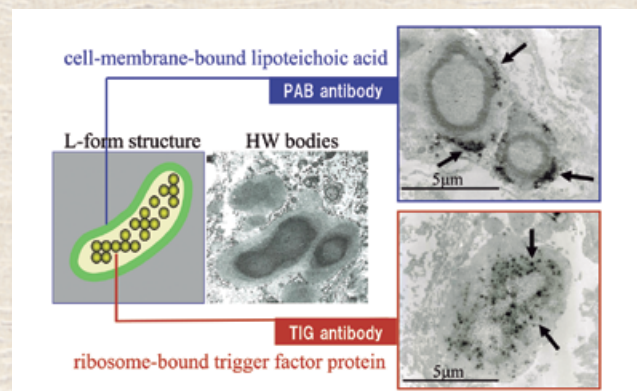 cell-membrane-bound lipoteichoic acid
PAB antibody
L-form structure
HW bodies
5μm
TIG antibody
ribosome-bound trigger factor protein
5μm